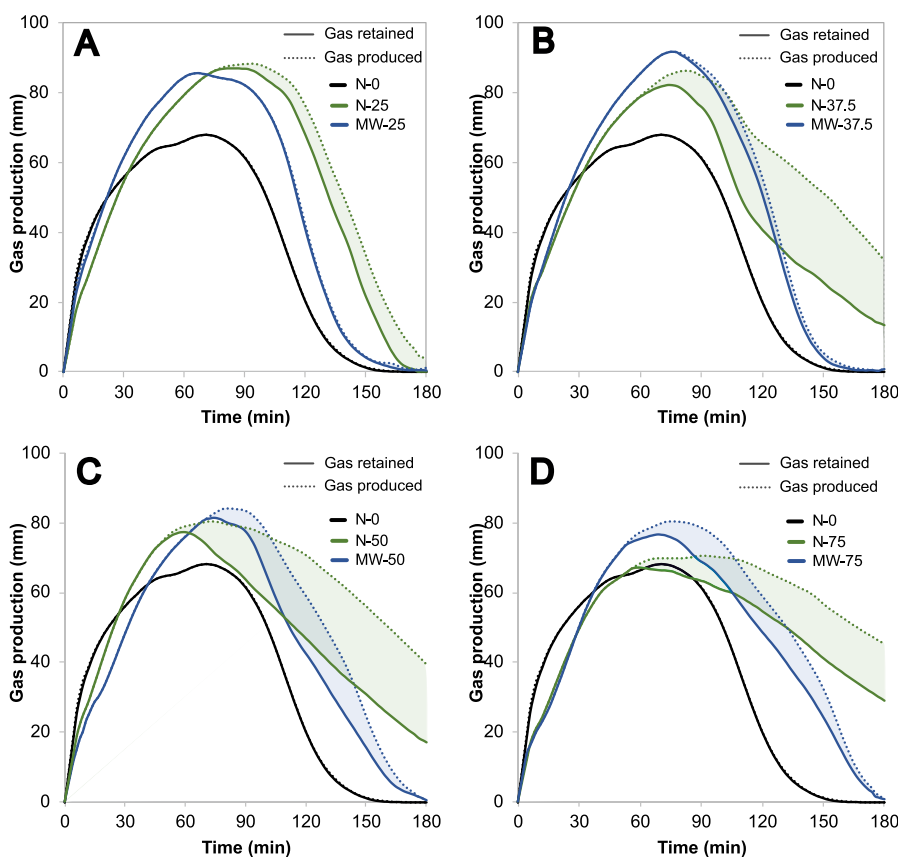 A
Gas retained
Gas produced
N-0
N-25
MW-25
Gas production (mm)
100
80
60
40
20
0
0 30 60 90 120 150 180
Time (min)
B
Gas retained
Gas produced
N-0
N-37.5
MW-37.5
Gas production (mm)
100
80
60
40
20
0
0 30 60 90 120 150 180
Time (min)
C
Gas retained
Gas produced
N-0
N-50
MW-50
Gas production (mm)
100
80
60
40
20
0
0 30 60 90 120 150 180
Time (min)
D
Gas retained
Gas produced
N-0
N-75
MW-75
Gas production (mm)
100
80
60
40
20
0
0 30 60 90 120 150 180
Time (min)